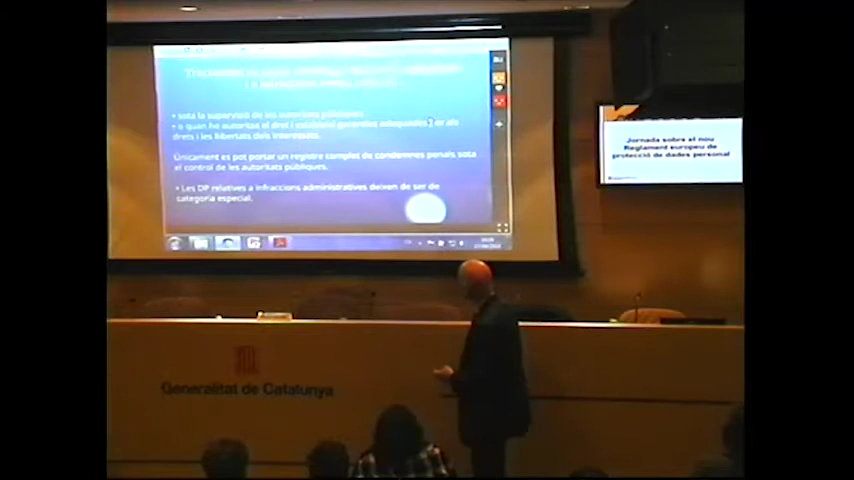 • sota la supervisió de les autoritats públiques
• o quan ho autoritza el dret i establint garanties adequades per als
drets i les llibertats dels interessats.
Únicament es pot portar un registre complet de condemnes penals sota
el control de les autoritats públiques.
• Les DP relatives a infraccions administratives deixen de ser de
categoria especial.
Jornada sobre el nou
Reglament europeu de
protecció de dades personal
Generalitat de Catalunya